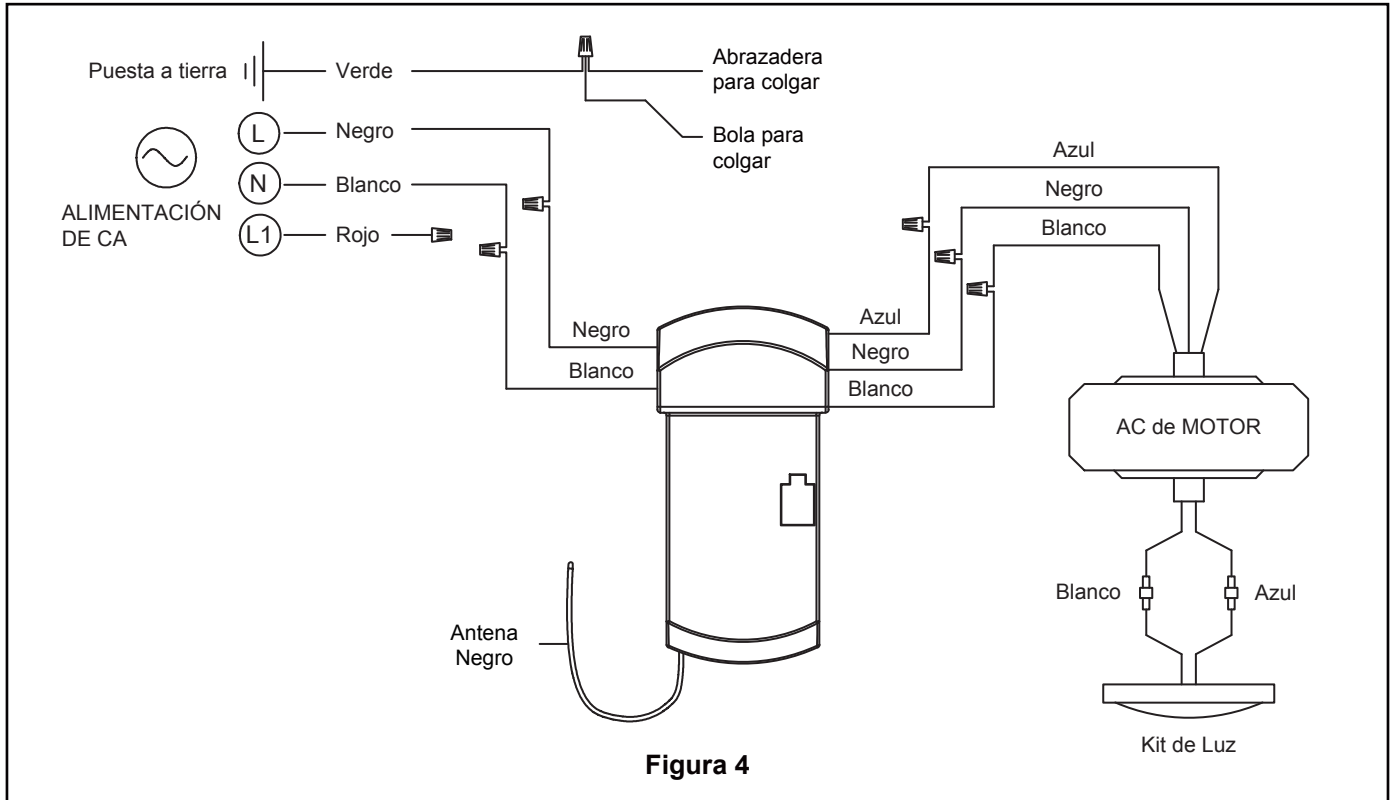 Puesta a tierra
Verde
Abrazadera
para colgar
Bola para
colgar
L
Negro
N
Blanco
ALIMENTACIÓN
DE CA
L1
Rojo
Azul
Negro
Blanco
Negro
Blanco
Azul
Negro
Blanco
AC de MOTOR
Blanco
Azul
Antena
Negro
Kit de Luz
Figura 4